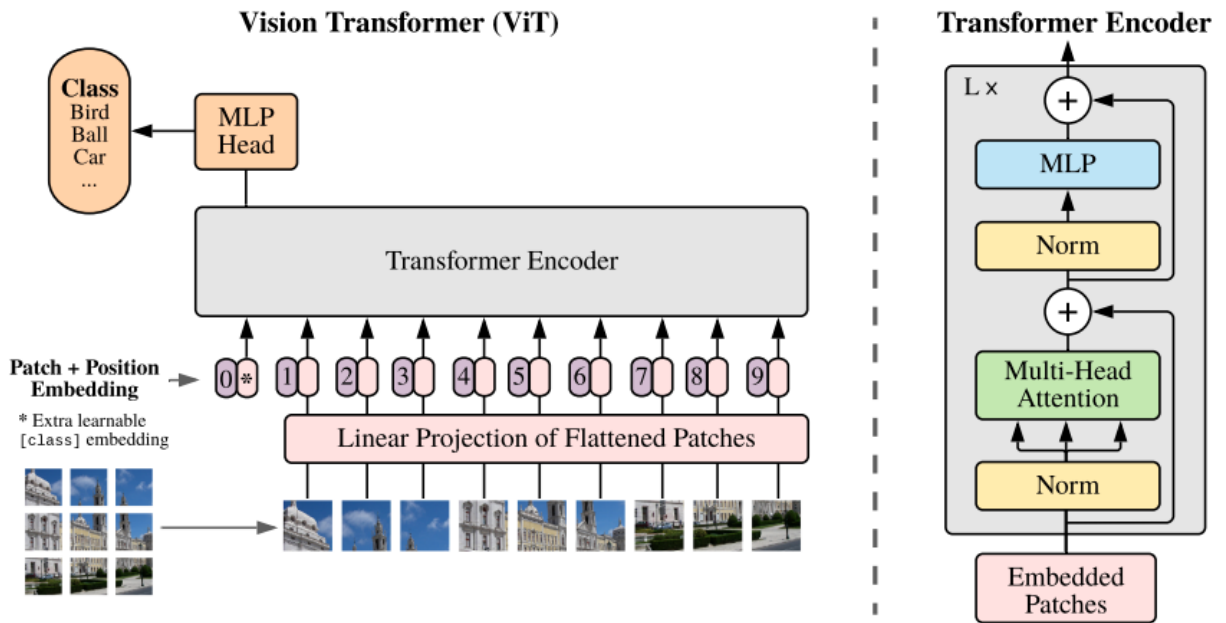 Vision Transformer (ViT)
Class
Bird
Ball
Car
...
MLP
Head
Transformer Encoder
Patch + Position
Embedding
* Extra learnable
[class] embedding
0 * 1 2 3 4 5 6 7 8 9
Linear Projection of Flattened Patches
Transformer Encoder
L ×
+
MLP
Norm
+
Multi-Head
Attention
Norm
Embedded
Patches